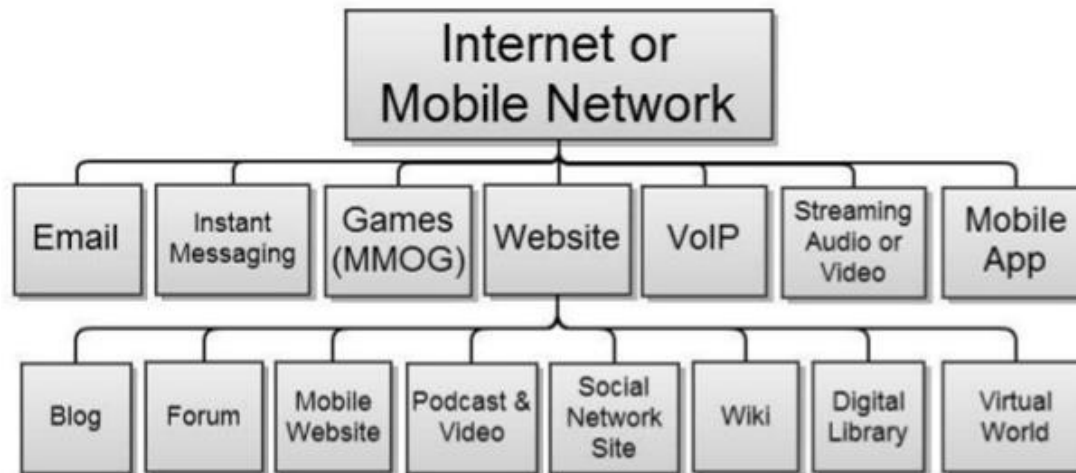 Internet or
Mobile Network
Email
Instant
Messaging
Games
(MMOG)
Website
VoIP
Streaming
Audio or
Video
Mobile
App
Blog
Forum
Mobile
Website
Podcast &
Video
Social
Network
Site
Wiki
Digital
Library
Virtual
World